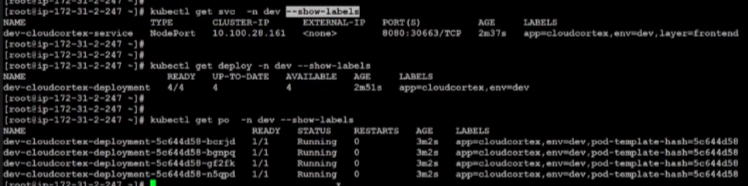 [root@ip-172-31-2-247 ~]# kubectl get svc  -n dev --show-labels
NAME                     TYPE       CLUSTER-IP      EXTERNAL-IP   PORT(S)          AGE     LABELS
dev-cloudcortex-service   NodePort   10.100.28.161   <none>        8080:30663/TCP   2m37s   app=cloudcortex,env=dev,layer=frontend
[root@ip-172-31-2-247 ~]#
[root@ip-172-31-2-247 ~]# kubectl get deploy -n dev --show-labels
NAME                         READY   UP-TO-DATE   AVAILABLE   AGE     LABELS
dev-cloudcortex-deployment   4/4     4            4           2m51s   app=cloudcortex,env=dev
[root@ip-172-31-2-247 ~]#
[root@ip-172-31-2-247 ~]# kubectl get po  -n dev --show-labels
NAME                                        READY   STATUS    RESTARTS   AGE    LABELS
dev-cloudcortex-deployment-5c644d58-bcrjd   1/1     Running   0          3m2s   app=cloudcortex,env=dev,pod-template-hash=5c644d58
dev-cloudcortex-deployment-5c644d58-bgnpq   1/1     Running   0          3m2s   app=cloudcortex,env=dev,pod-template-hash=5c644d58
dev-cloudcortex-deployment-5c644d58-gf2fk   1/1     Running   0          3m2s   app=cloudcortex,env=dev,pod-template-hash=5c644d58
dev-cloudcortex-deployment-5c644d58-n5qpd   1/1     Running   0          3m2s   app=cloudcortex,env=dev,pod-template-hash=5c644d58
[root@ip-172-31-2-247 ~]#